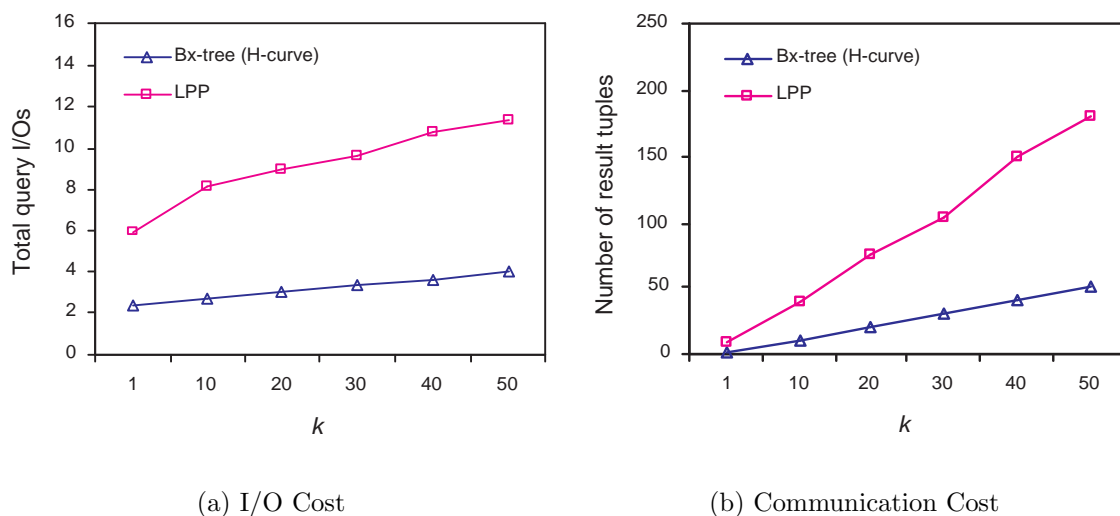 16
14
12
10
8
6
4
2
0
Total query I/Os
Bx-tree (H-curve)
LPP
1 10 20 30 40 50
k
(a) I/O Cost
250
200
150
100
50
0
Number of result tuples
Bx-tree (H-curve)
LPP
1 10 20 30 40 50
k
(b) Communication Cost